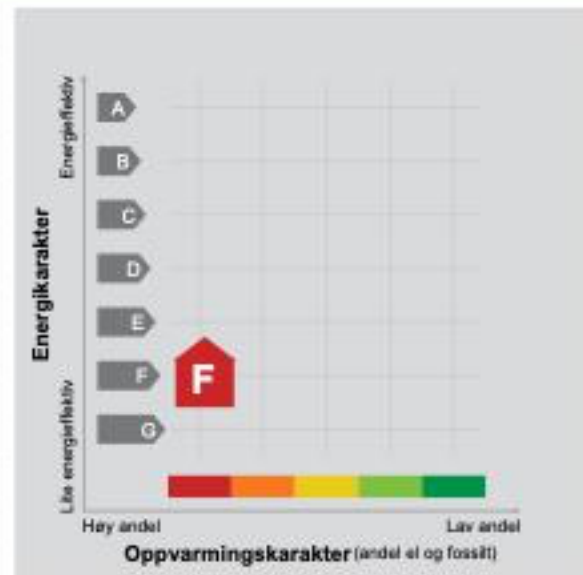 Energikarakter
Energieffektiv
Lite energieffektiv
A
B
C
D
E
F
F
G
Høy andel
Lav andel
Oppvarmingskarakter (andel el og fossilt)